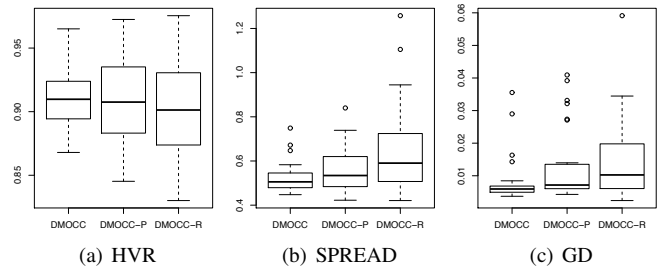 0.95
0.90
0.85
DMOCC DMOCC-P DMOCC-R
(a) HVR
1.2
1.0
0.8
0.6
0.4
DMOCC DMOCC-P DMOCC-R
(b) SPREAD
0.06
0.05
0.04
0.03
0.02
0.01
DMOCC DMOCC-P DMOCC-R
(c) GD